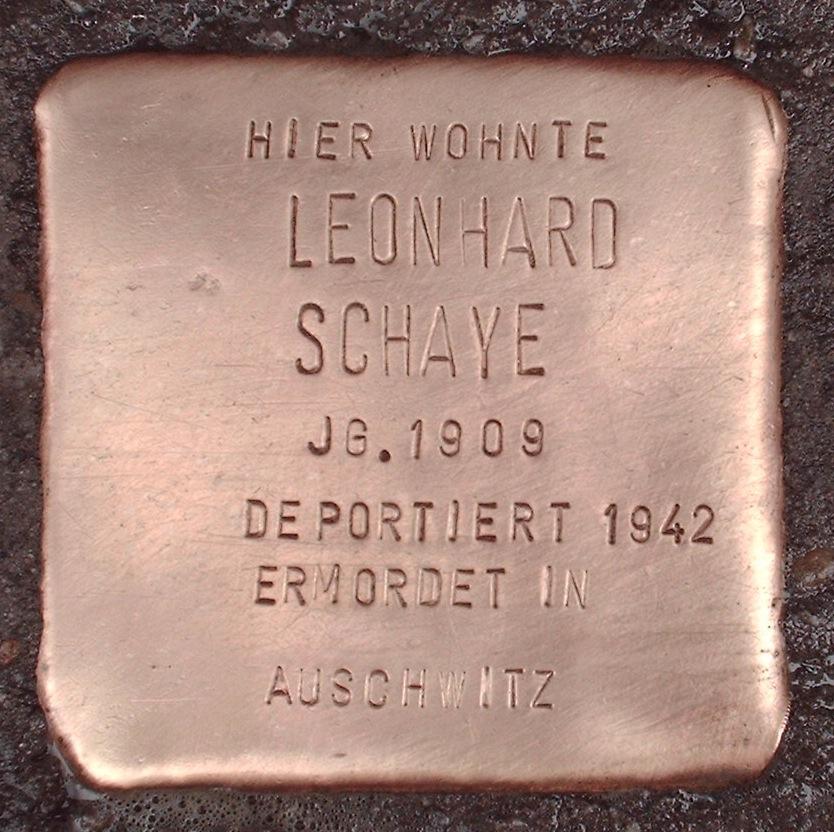 HIER WOHNTE
LEONHARD
SCHAYE
JG. 1909
DEPORTIERT 1942
ERMORDET IN
AUSCHWITZ